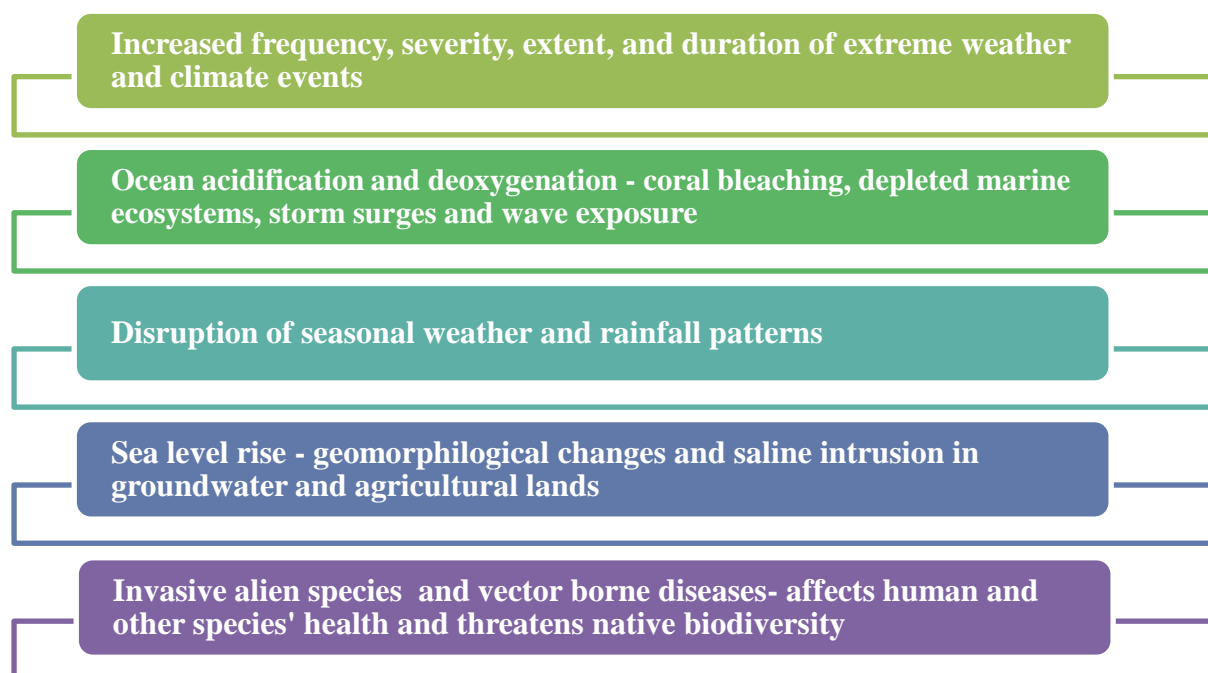 Increased frequency, severity, extent, and duration of extreme weather
and climate events
Ocean acidification and deoxygenation - coral bleaching, depleted marine
ecosystems, storm surges and wave exposure
Disruption of seasonal weather and rainfall patterns
Sea level rise - geomorphilogical changes and saline intrusion in
groundwater and agricultural lands
Invasive alien species  and vector borne diseases- affects human and
other species' health and threatens native biodiversity